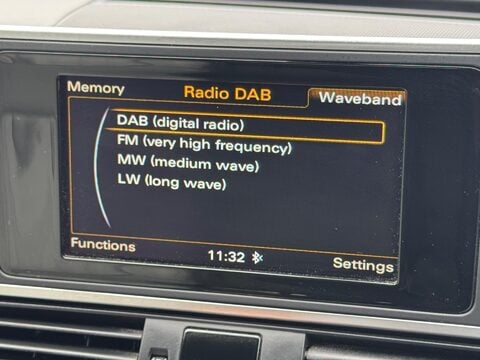 Memory
Radio DAB
Waveband
DAB (digital radio)
FM (very high frequency)
MW (medium wave)
LW (long wave)
Functions
11:32
Settings